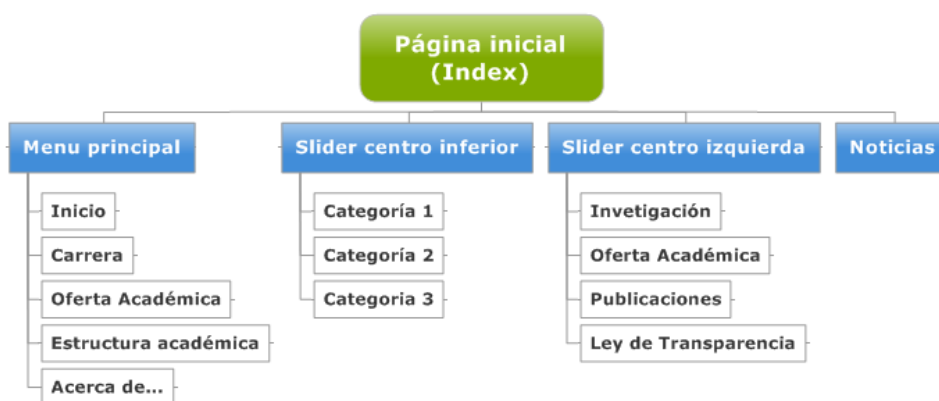 Página inicial
(Index)
Menu principal
Slider centro inferior
Slider centro izquierda
Noticias
Inicio
Carrera
Oferta Académica
Estructura académica
Acerca de...
Categoría 1
Categoría 2
Categoria 3
Invetigación
Oferta Académica
Publicaciones
Ley de Transparencia